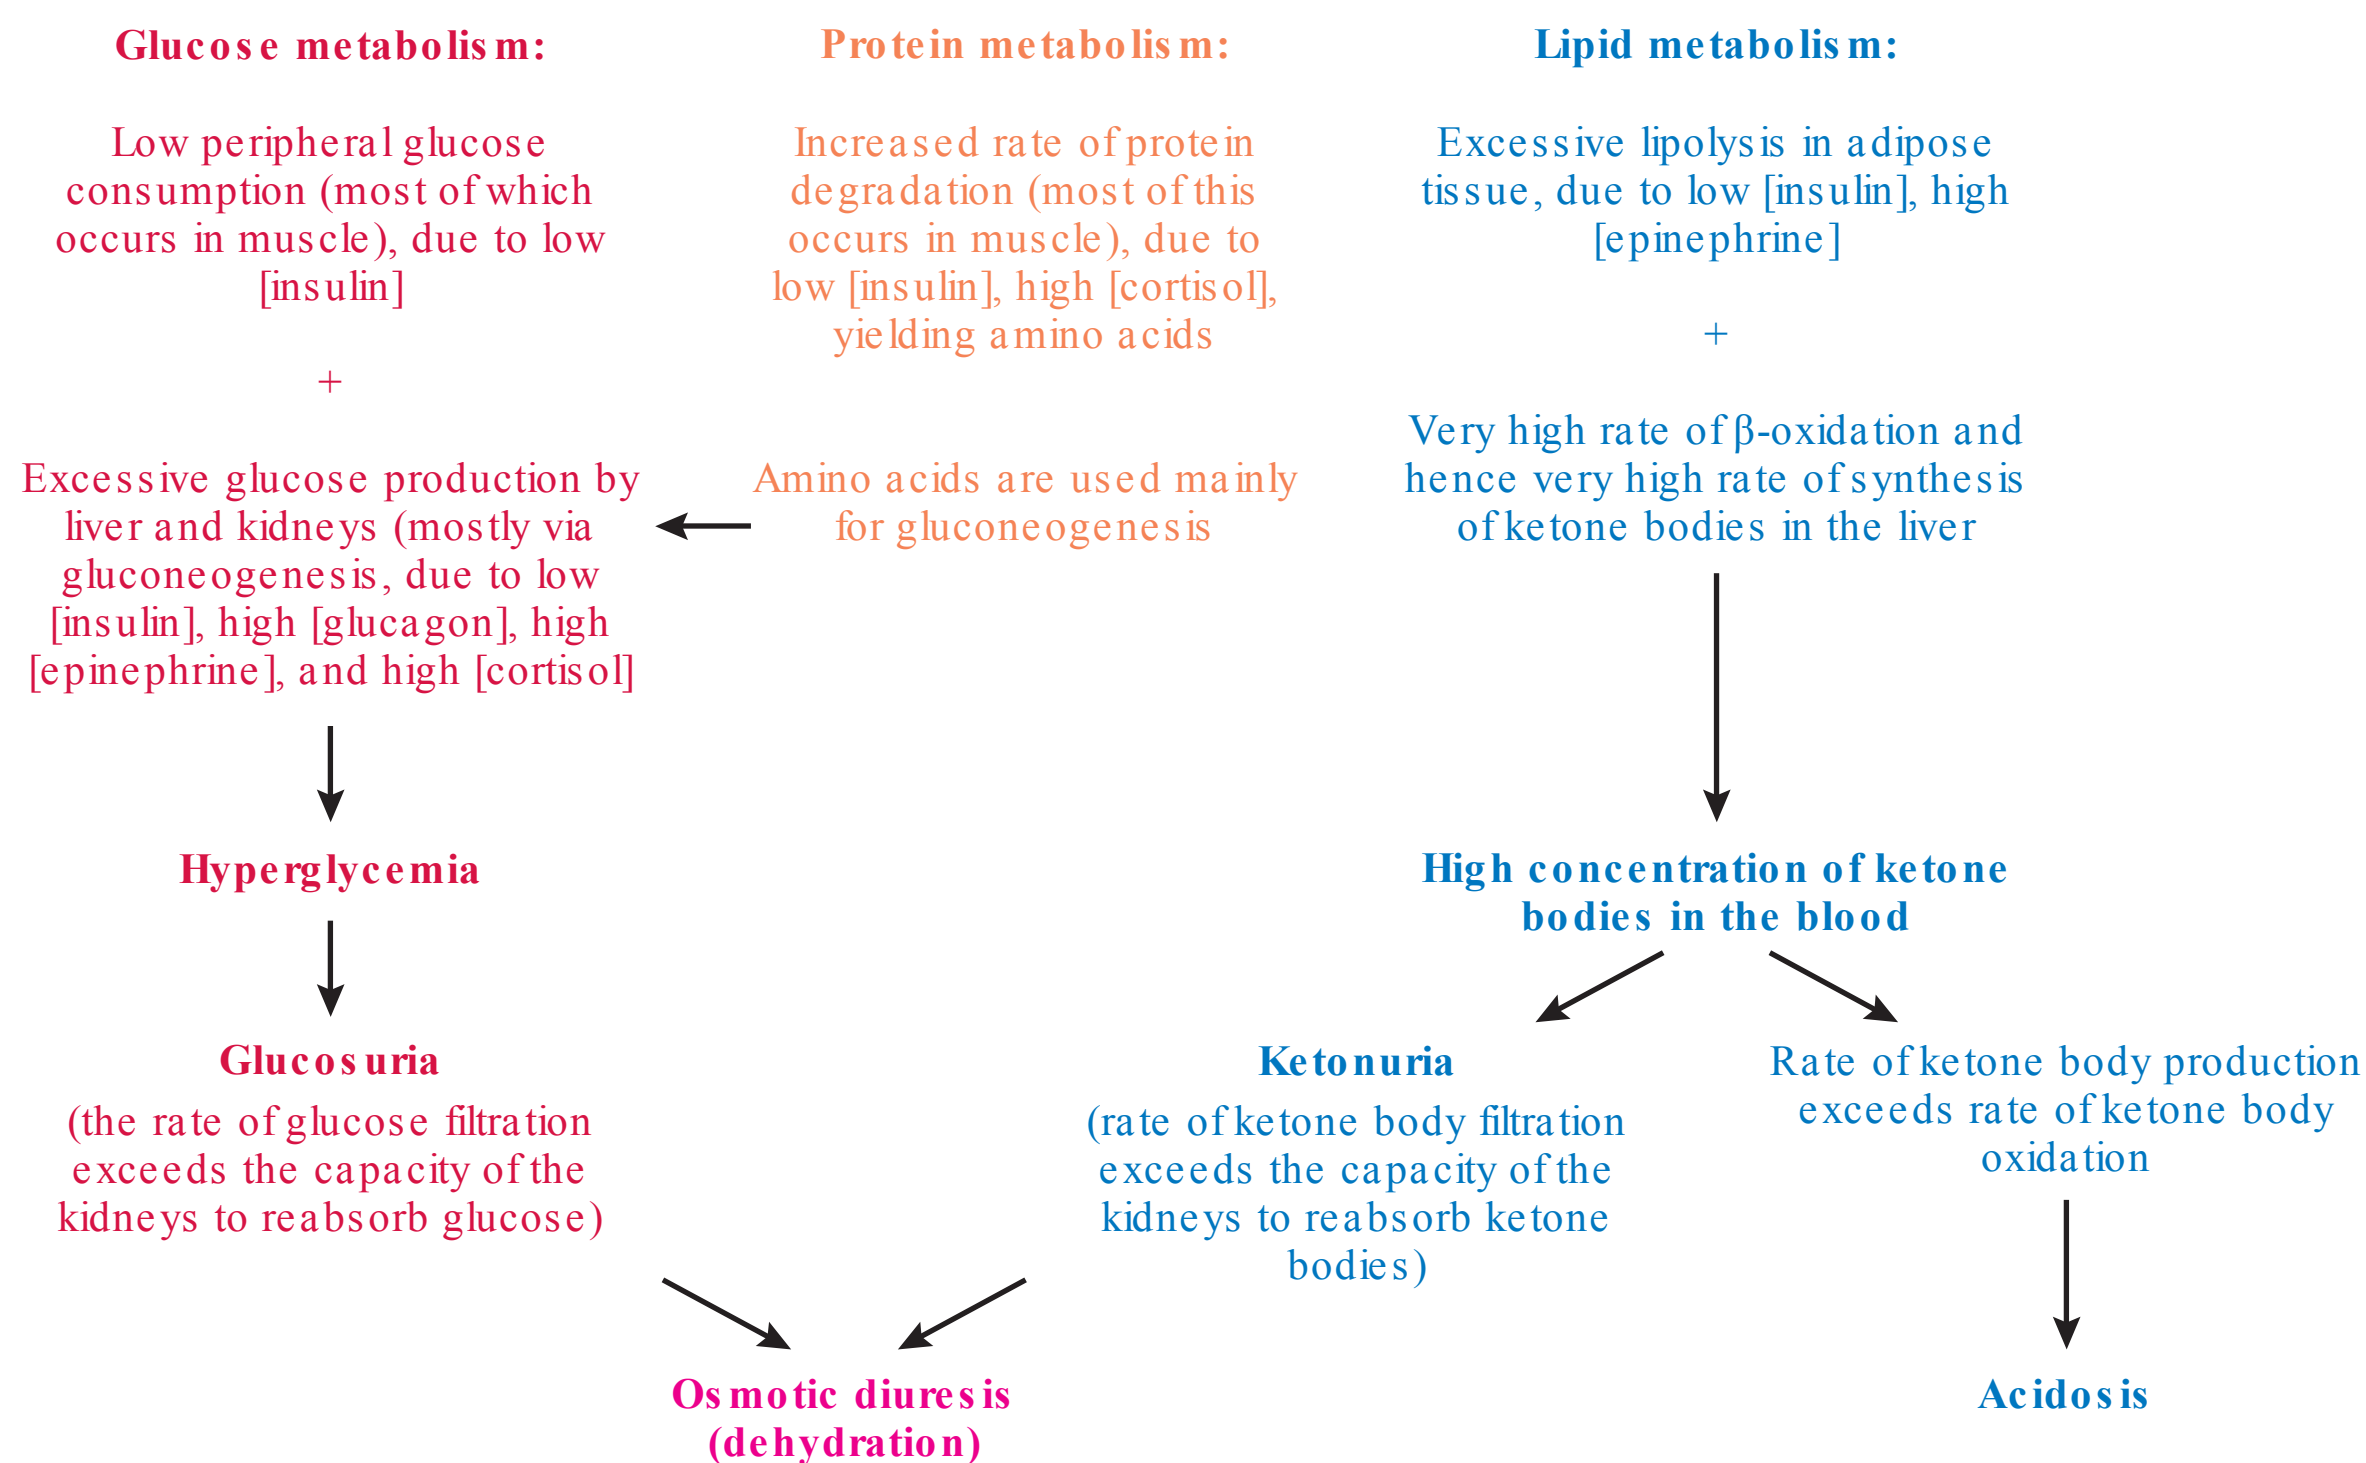 Glucose metabolism:
Low peripheral glucose
consumption (most of which
occurs in muscle), due to low
[insulin]
+
Excessive glucose production by
liver and kidneys (mostly via
gluconeogenesis, due to low
[insulin], high [glucagon], high
[epinephrine], and high [cortisol]
Hyperglycemia
Glucosuria
(the rate of glucose filtration
exceeds the capacity of the
kidneys to reabsorb glucose)
Protein metabolism:
Increased rate of protein
degradation (most of this
occurs in muscle), due to
low [insulin], high [cortisol],
yielding amino acids
Amino acids are used mainly
for gluconeogenesis
Lipid metabolism:
Excessive lipolysis in adipose
tissue, due to low [insulin], high
[epinephrine]
+
Very high rate of β-oxidation and
hence very high rate of synthesis
of ketone bodies in the liver
High concentration of ketone
bodies in the blood
Ketonuria
(rate of ketone body filtration
exceeds the capacity of the
kidneys to reabsorb ketone
bodies)
Rate of ketone body production
exceeds rate of ketone body
oxidation
Osmotic diuresis
(dehydration)
Acidosis